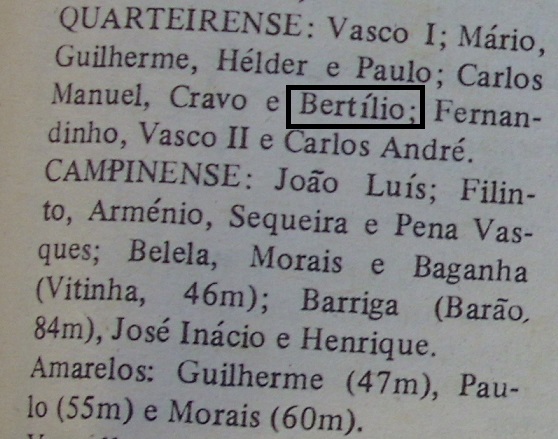 QUARTEIRENSE: Vasco I; Mário,
Guilherme, Hélder e Paulo; Carlos
Manuel, Cravo e Bertílio; Fernan-
dinho, Vasco II e Carlos André.
CAMPINENSE: João Luís; Filin-
to, Arménio, Sequeira e Pena Vas-
ques; Belela, Morais e Baganha
(Vitinha, 46m); Barriga (Barão,
84m), José Inácio e Henrique.
Amarelos: Guilherme (47m), Pau-
lo (55m) e Morais (60m).